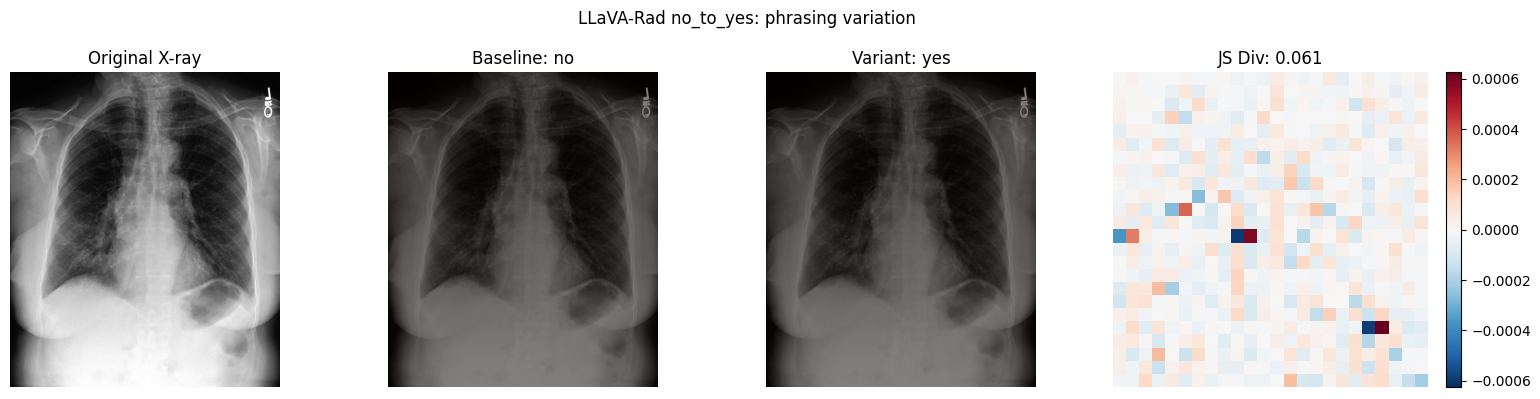 LLaVA-Rad no_to_yes: phrasing variation
Original X-ray
Baseline: no
Variant: yes
JS Div: 0.061
0.0006
0.0004
0.0002
0.0000
−0.0002
−0.0004
−0.0006